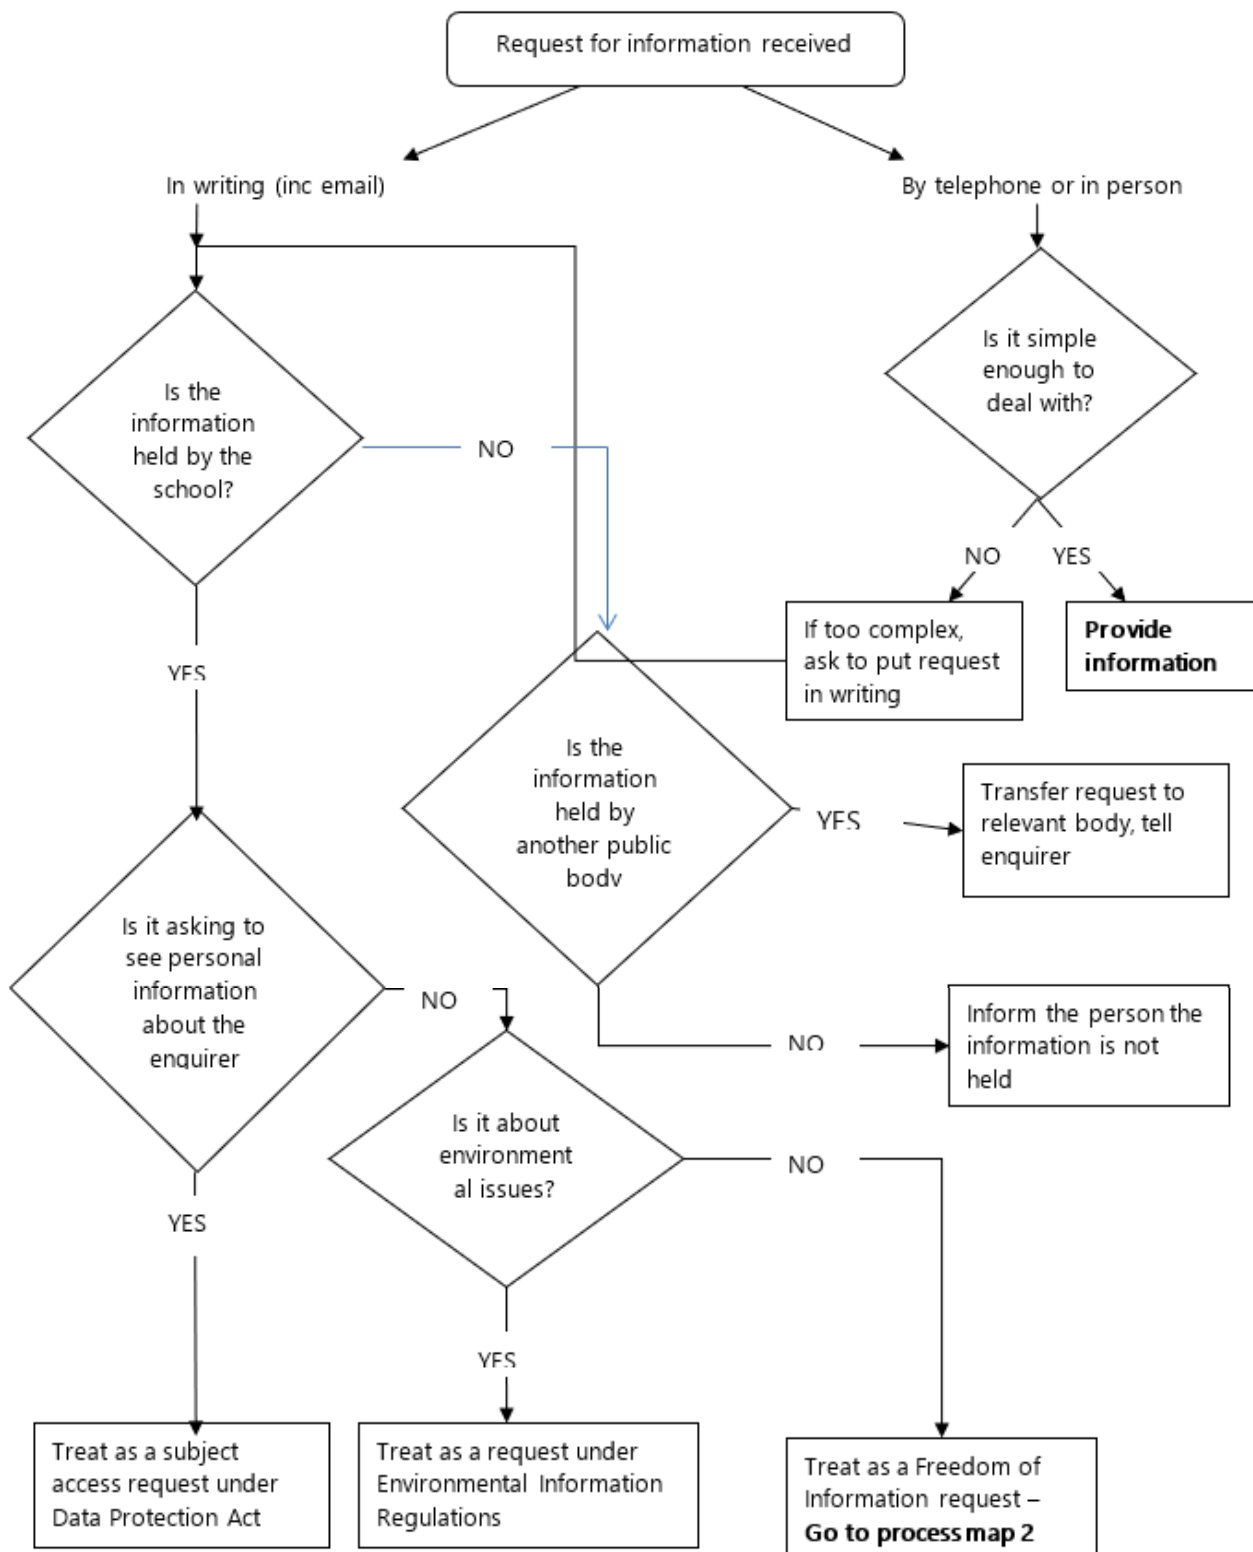 Request for information received
In writing (inc email)
By telephone or in person
Is it simple
enough to
deal with?
Is the
information
held by the
school?
NO
NO
YES
If too complex,
ask to put request
in writing
Provide
information
YES
Is the
information
held by
another public
body
YES
Transfer request to
relevant body, tell
enquirer
Is it asking to
see personal
information
about the
enquirer
NO
NO
Inform the person the
information is not
held
Is it about
environment
al issues?
NO
YES
YES
Treat as a subject
access request under
Data Protection Act
Treat as a request under
Environmental Information
Regulations
Treat as a Freedom of
Information request –
Go to process map 2